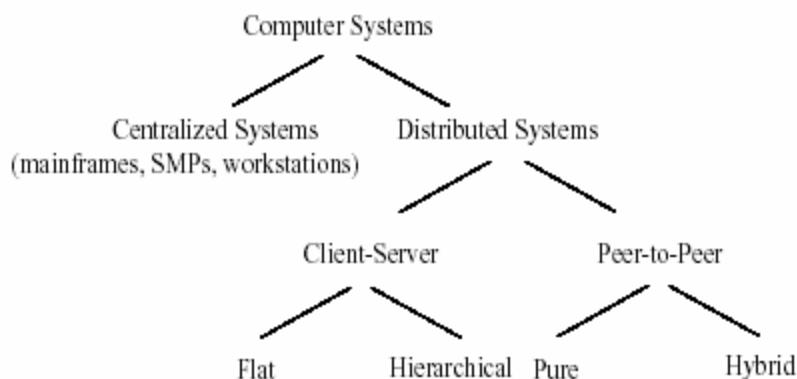 Computer Systems
Centralized Systems
Distributed Systems
(mainframes, SMPs, workstations)
Client-Server
Peer-to-Peer
Flat
Hierarchical
Pure
Hybrid